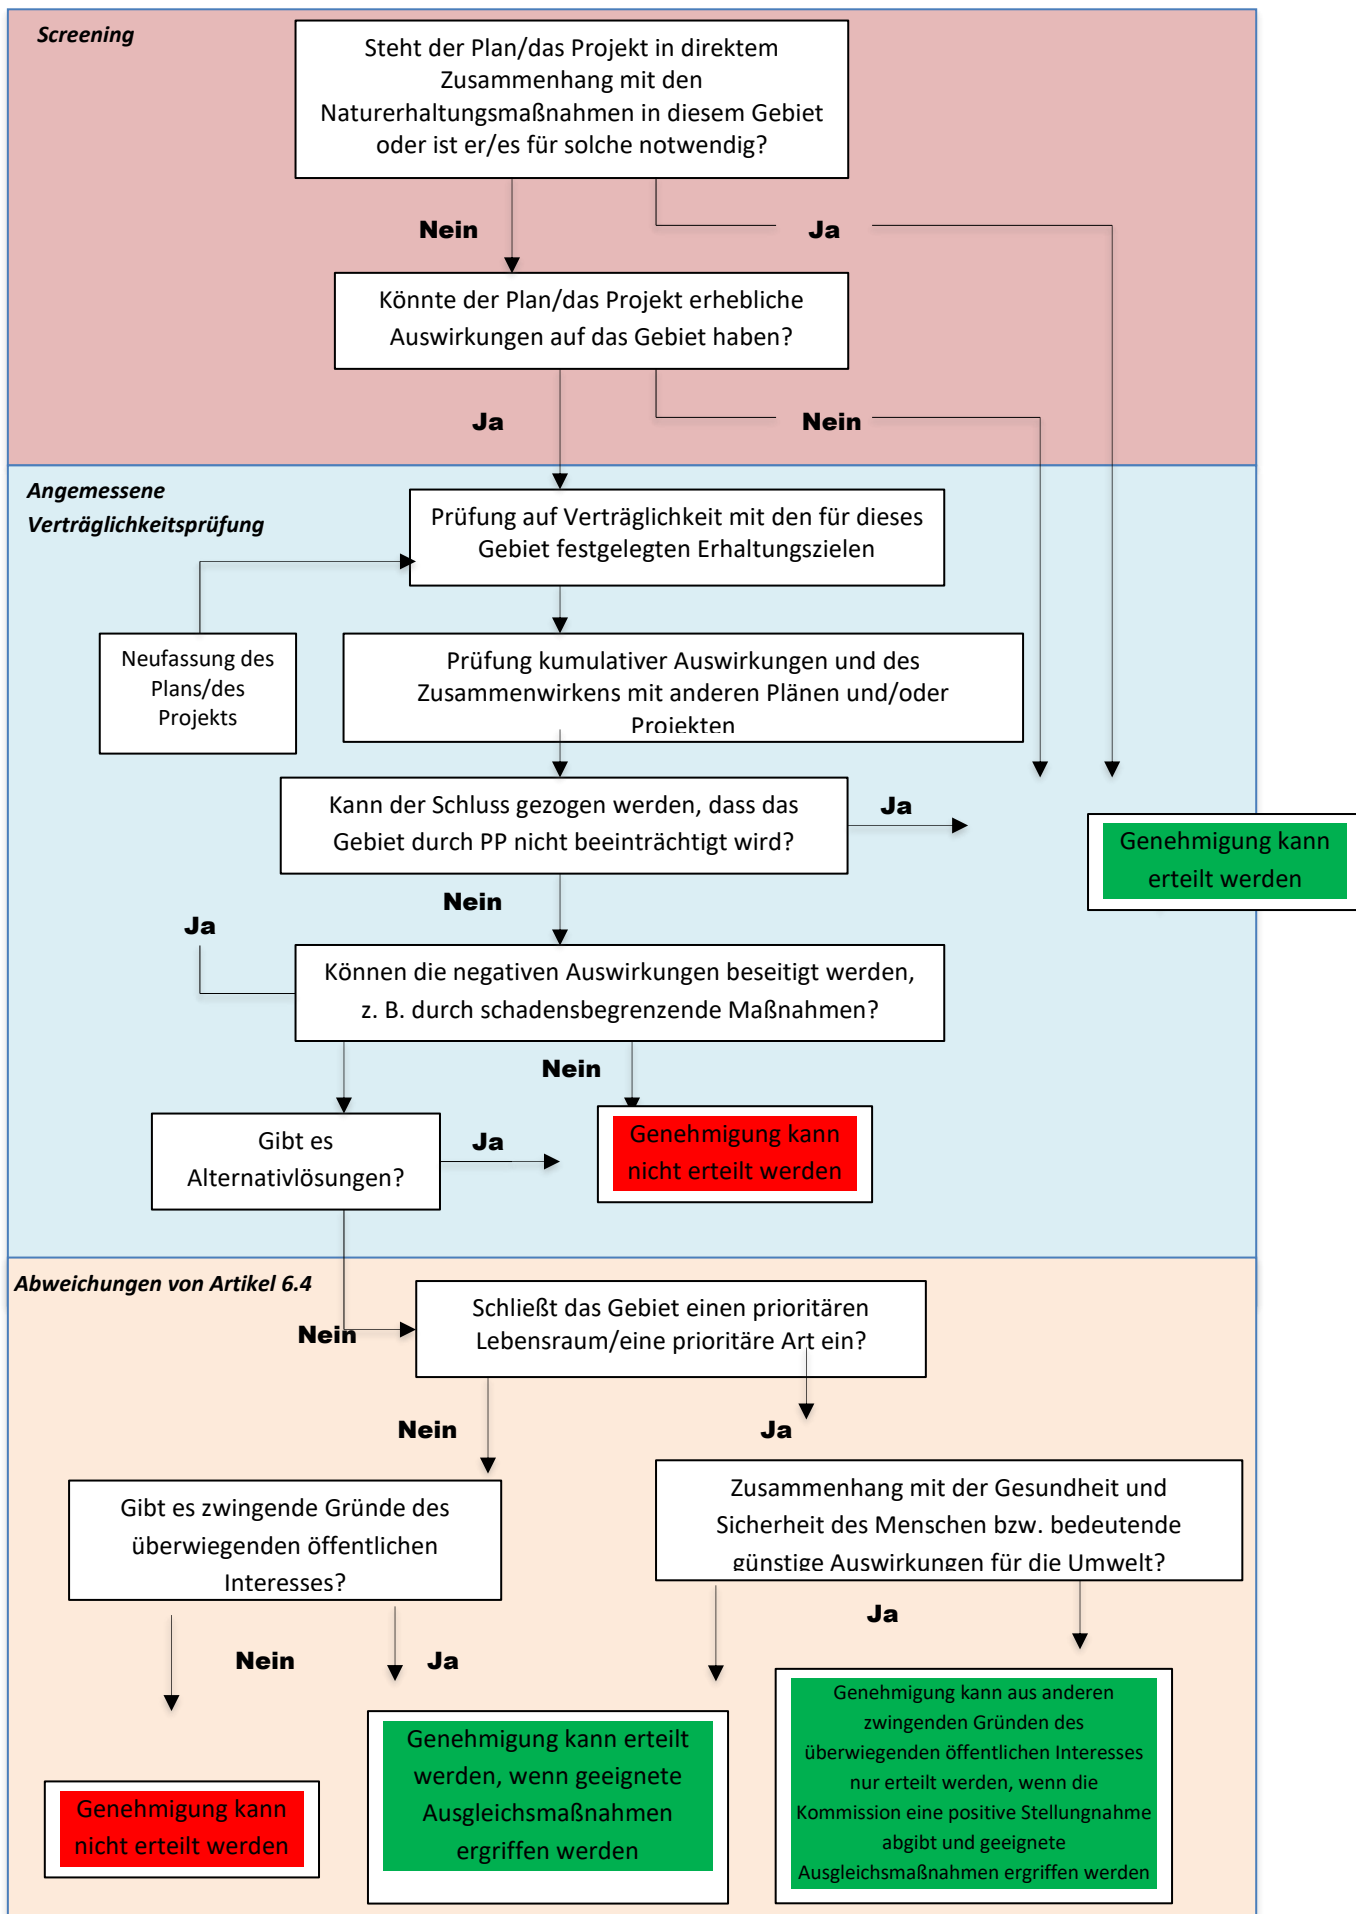 Screening
Steht der Plan/das Projekt in direktem
Zusammenhang mit den
Naturerhaltungsmaßnahmen in diesem Gebiet
oder ist er/es für solche notwendig?
Nein
Ja
Könnte der Plan/das Projekt erhebliche
Auswirkungen auf das Gebiet haben?
Ja
Nein
Angemessene
Verträglichkeitsprüfung
Prüfung auf Verträglichkeit mit den für dieses
Gebiet festgelegten Erhaltungszielen
Neufassung des
Plans/des
Projekts
Prüfung kumulativer Auswirkungen und des
Zusammenwirkens mit anderen Plänen und/oder
Projekten
Kann der Schluss gezogen werden, dass das
Gebiet durch PP nicht beeinträchtigt wird?
Ja
Genehmigung kann
erteilt werden
Nein
Ja
Können die negativen Auswirkungen beseitigt werden,
z. B. durch schadensbegrenzende Maßnahmen?
Nein
Gibt es
Alternativlösungen?
Ja
Genehmigung kann
nicht erteilt werden
Abweichungen von Artikel 6.4
Nein
Schließt das Gebiet einen prioritären
Lebensraum/eine prioritäre Art ein?
Nein
Ja
Gibt es zwingende Gründe des
überwiegenden öffentlichen
Interesses?
Zusammenhang mit der Gesundheit und
Sicherheit des Menschen bzw. bedeutende
günstige Auswirkungen für die Umwelt?
Nein
Ja
Ja
Genehmigung kann
nicht erteilt werden
Genehmigung kann erteilt
werden, wenn geeignete
Ausgleichsmaßnahmen
ergriffen werden
Genehmigung kann aus anderen
zwingenden Gründen des
überwiegenden öffentlichen Interesses
nur erteilt werden, wenn die
Kommission eine positive Stellungnahme
abgibt und geeignete
Ausgleichsmaßnahmen ergriffen werden